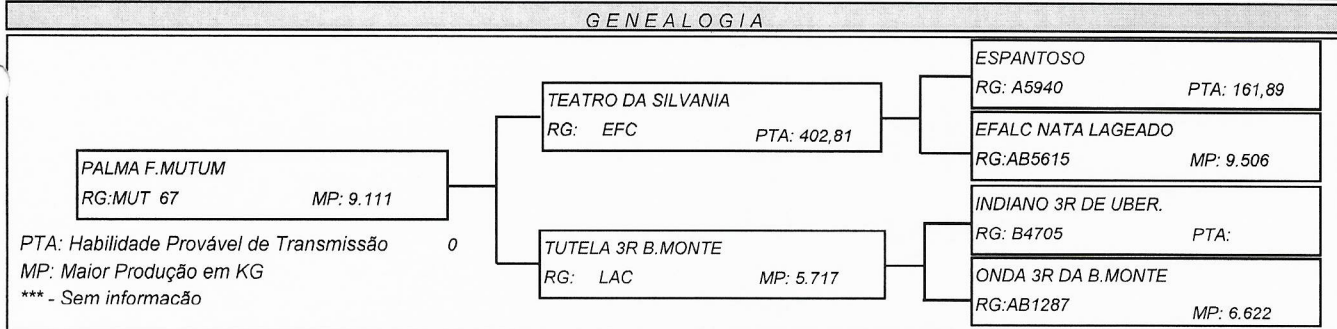 GENEALOGIA
ESPANTOSO
RG: A5940 PTA: 161,89
TEATRO DA SILVANIA
RG: EFC PTA: 402,81
EFALC NATA LAGEADO
RG:AB5615 MP: 9.506
PALMA F.MUTUM
RG:MUT 67 MP: 9.111
INDIANO 3R DE UBER.
RG: B4705 PTA:
TUTELA 3R B.MONTE
RG: LAC MP: 5.717
ONDA 3R DA B.MONTE
RG:AB1287 MP: 6.622
PTA: Habilidade Provável de Transmissão 0
MP: Maior Produção em KG
*** - Sem informacão